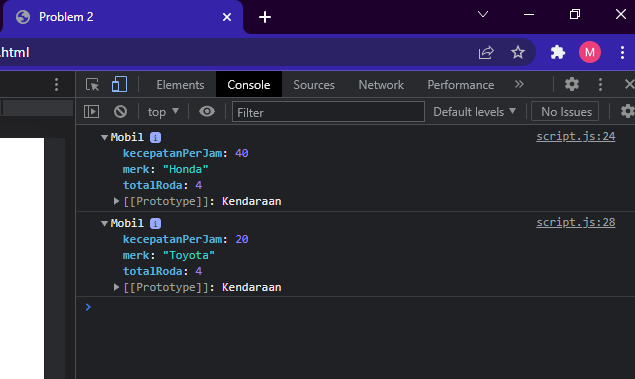 Problem 2
.html
M
Elements Console Sources Network Performance »
top ▼ Filter Default levels ▼ No Issues
▼Mobil i script.js:24
kecepatanPerJam: 40
merk: "Honda"
totalRoda: 4
▶[[Prototype]]: Kendaraan
▼Mobil i script.js:28
kecepatanPerJam: 20
merk: "Toyota"
totalRoda: 4
▶[[Prototype]]: Kendaraan